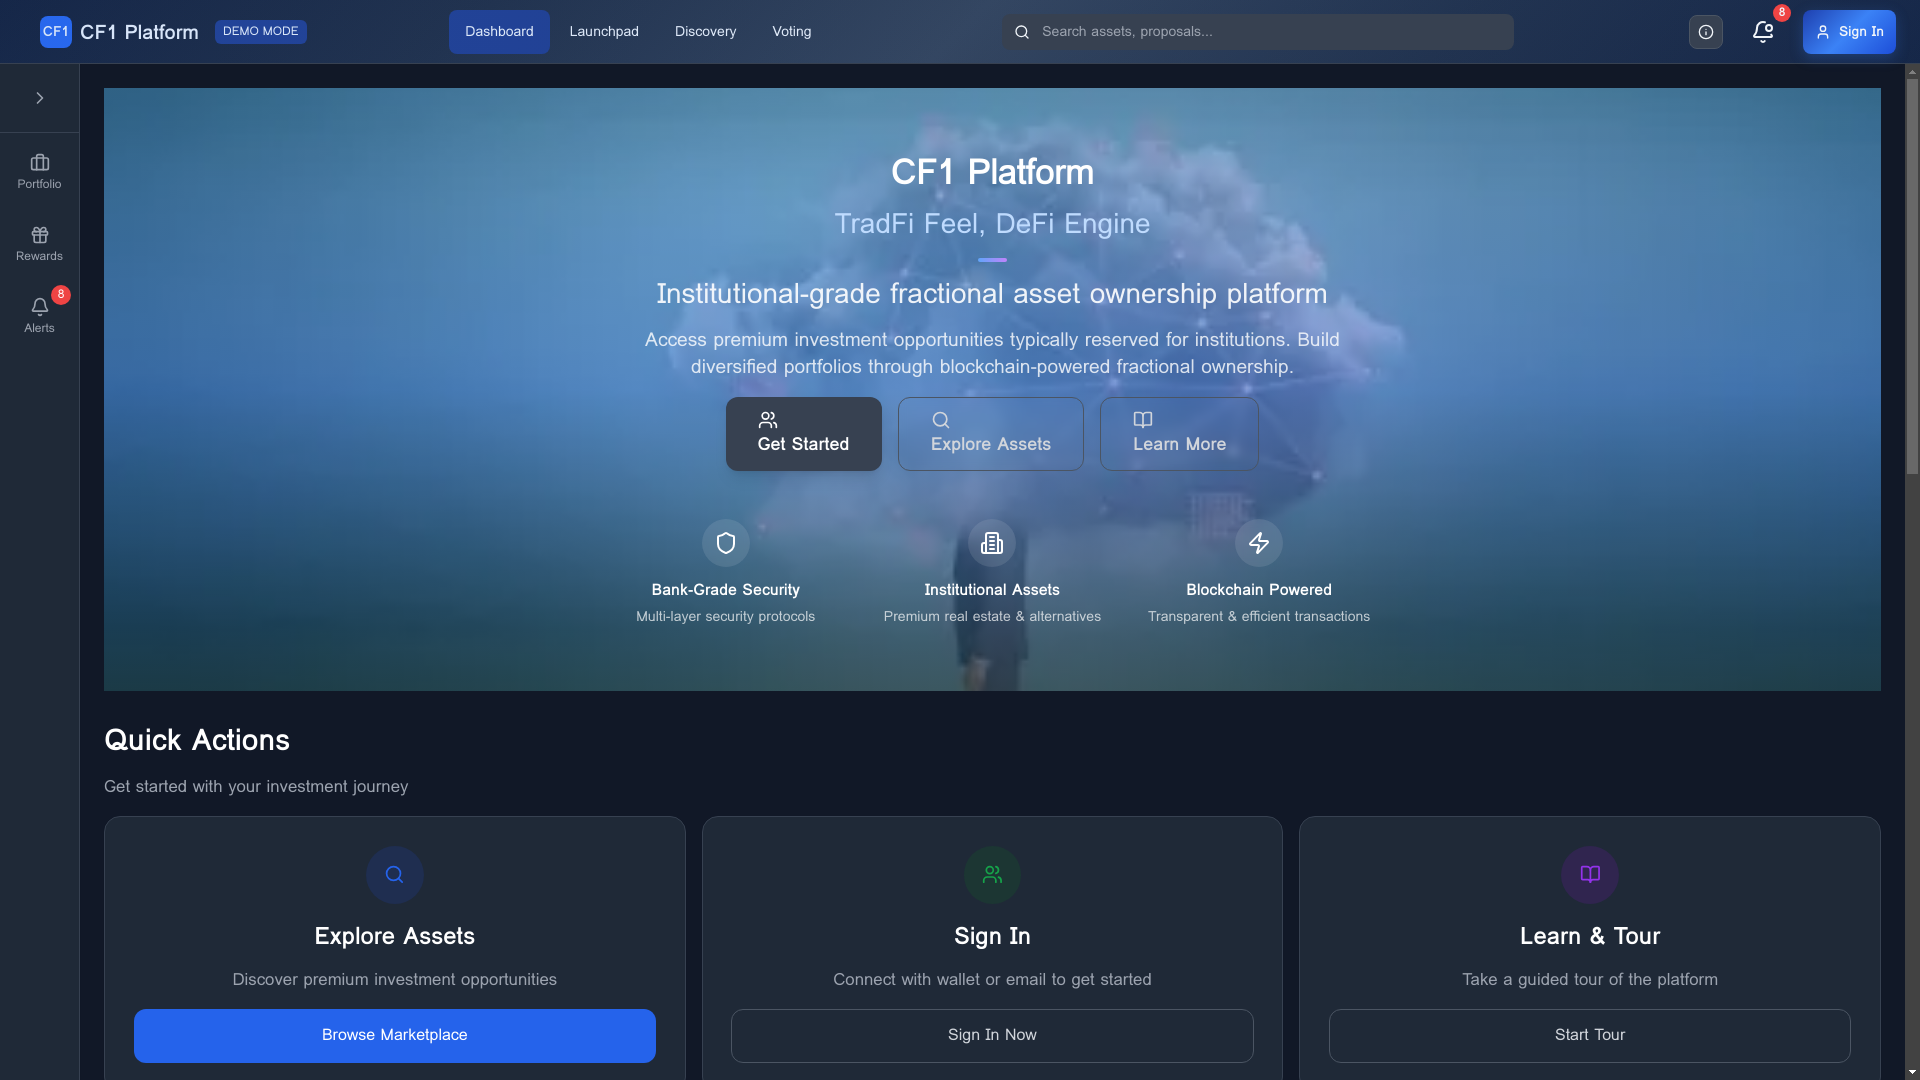 CF1 CF1 Platform DEMO MODE Dashboard Launchpad Discovery Voting Search assets, proposals... 8 Sign In
Portfolio
Rewards
8
Alerts
CF1 Platform
TradFi Feel, DeFi Engine
Institutional-grade fractional asset ownership platform
Access premium investment opportunities typically reserved for institutions. Build
diversified portfolios through blockchain-powered fractional ownership.
Get Started Explore Assets Learn More
Bank-Grade Security Institutional Assets Blockchain Powered
Multi-layer security protocols Premium real estate & alternatives Transparent & efficient transactions
Quick Actions
Get started with your investment journey
Explore Assets Sign In Learn & Tour
Discover premium investment opportunities Connect with wallet or email to get started Take a guided tour of the platform
Browse Marketplace Sign In Now Start Tour